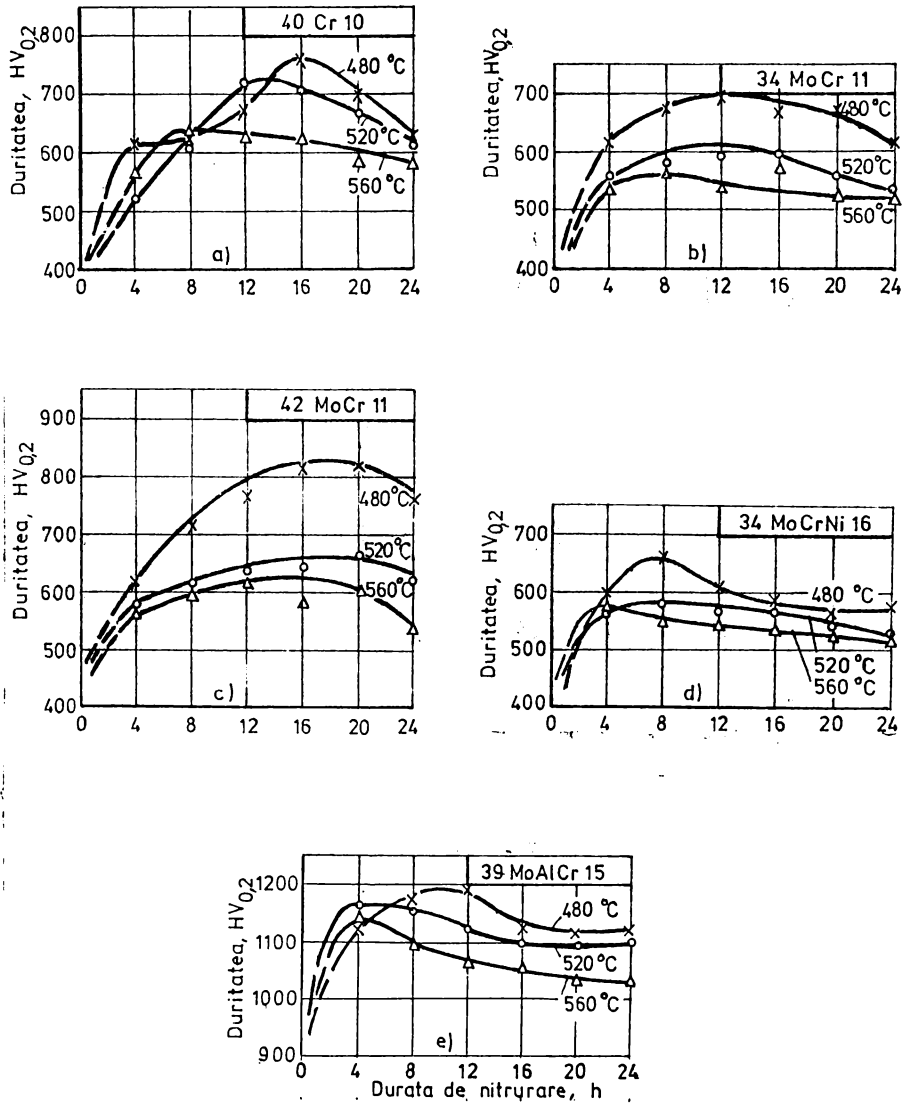 40 Cr 10
Duritatea, HV0,2
800
700
600
500
400
480°C
520°C
560°C
a)
0 4 8 12 16 20 24
34 MoCr 11
Duritatea, HV0,2
700
600
500
400
480°C
520°C
560°C
b)
0 4 8 12 16 20 24
42 MoCr 11
Duritatea, HV0,2
900
800
700
600
500
400
480°C
520°C
560°C
c)
0 4 8 12 16 20 24
34 MoCrNi 16
Duritatea, HV0,2
700
600
500
400
480 °C
520°C
560°C
d)
0 4 8 12 16 20 24
39 MoAlCr 15
Duritatea, HV0,2
1200
1100
1000
900
480°C
520°C
560°C
e)
0 4 8 12 16 20 24
Durata de nitrurare, h